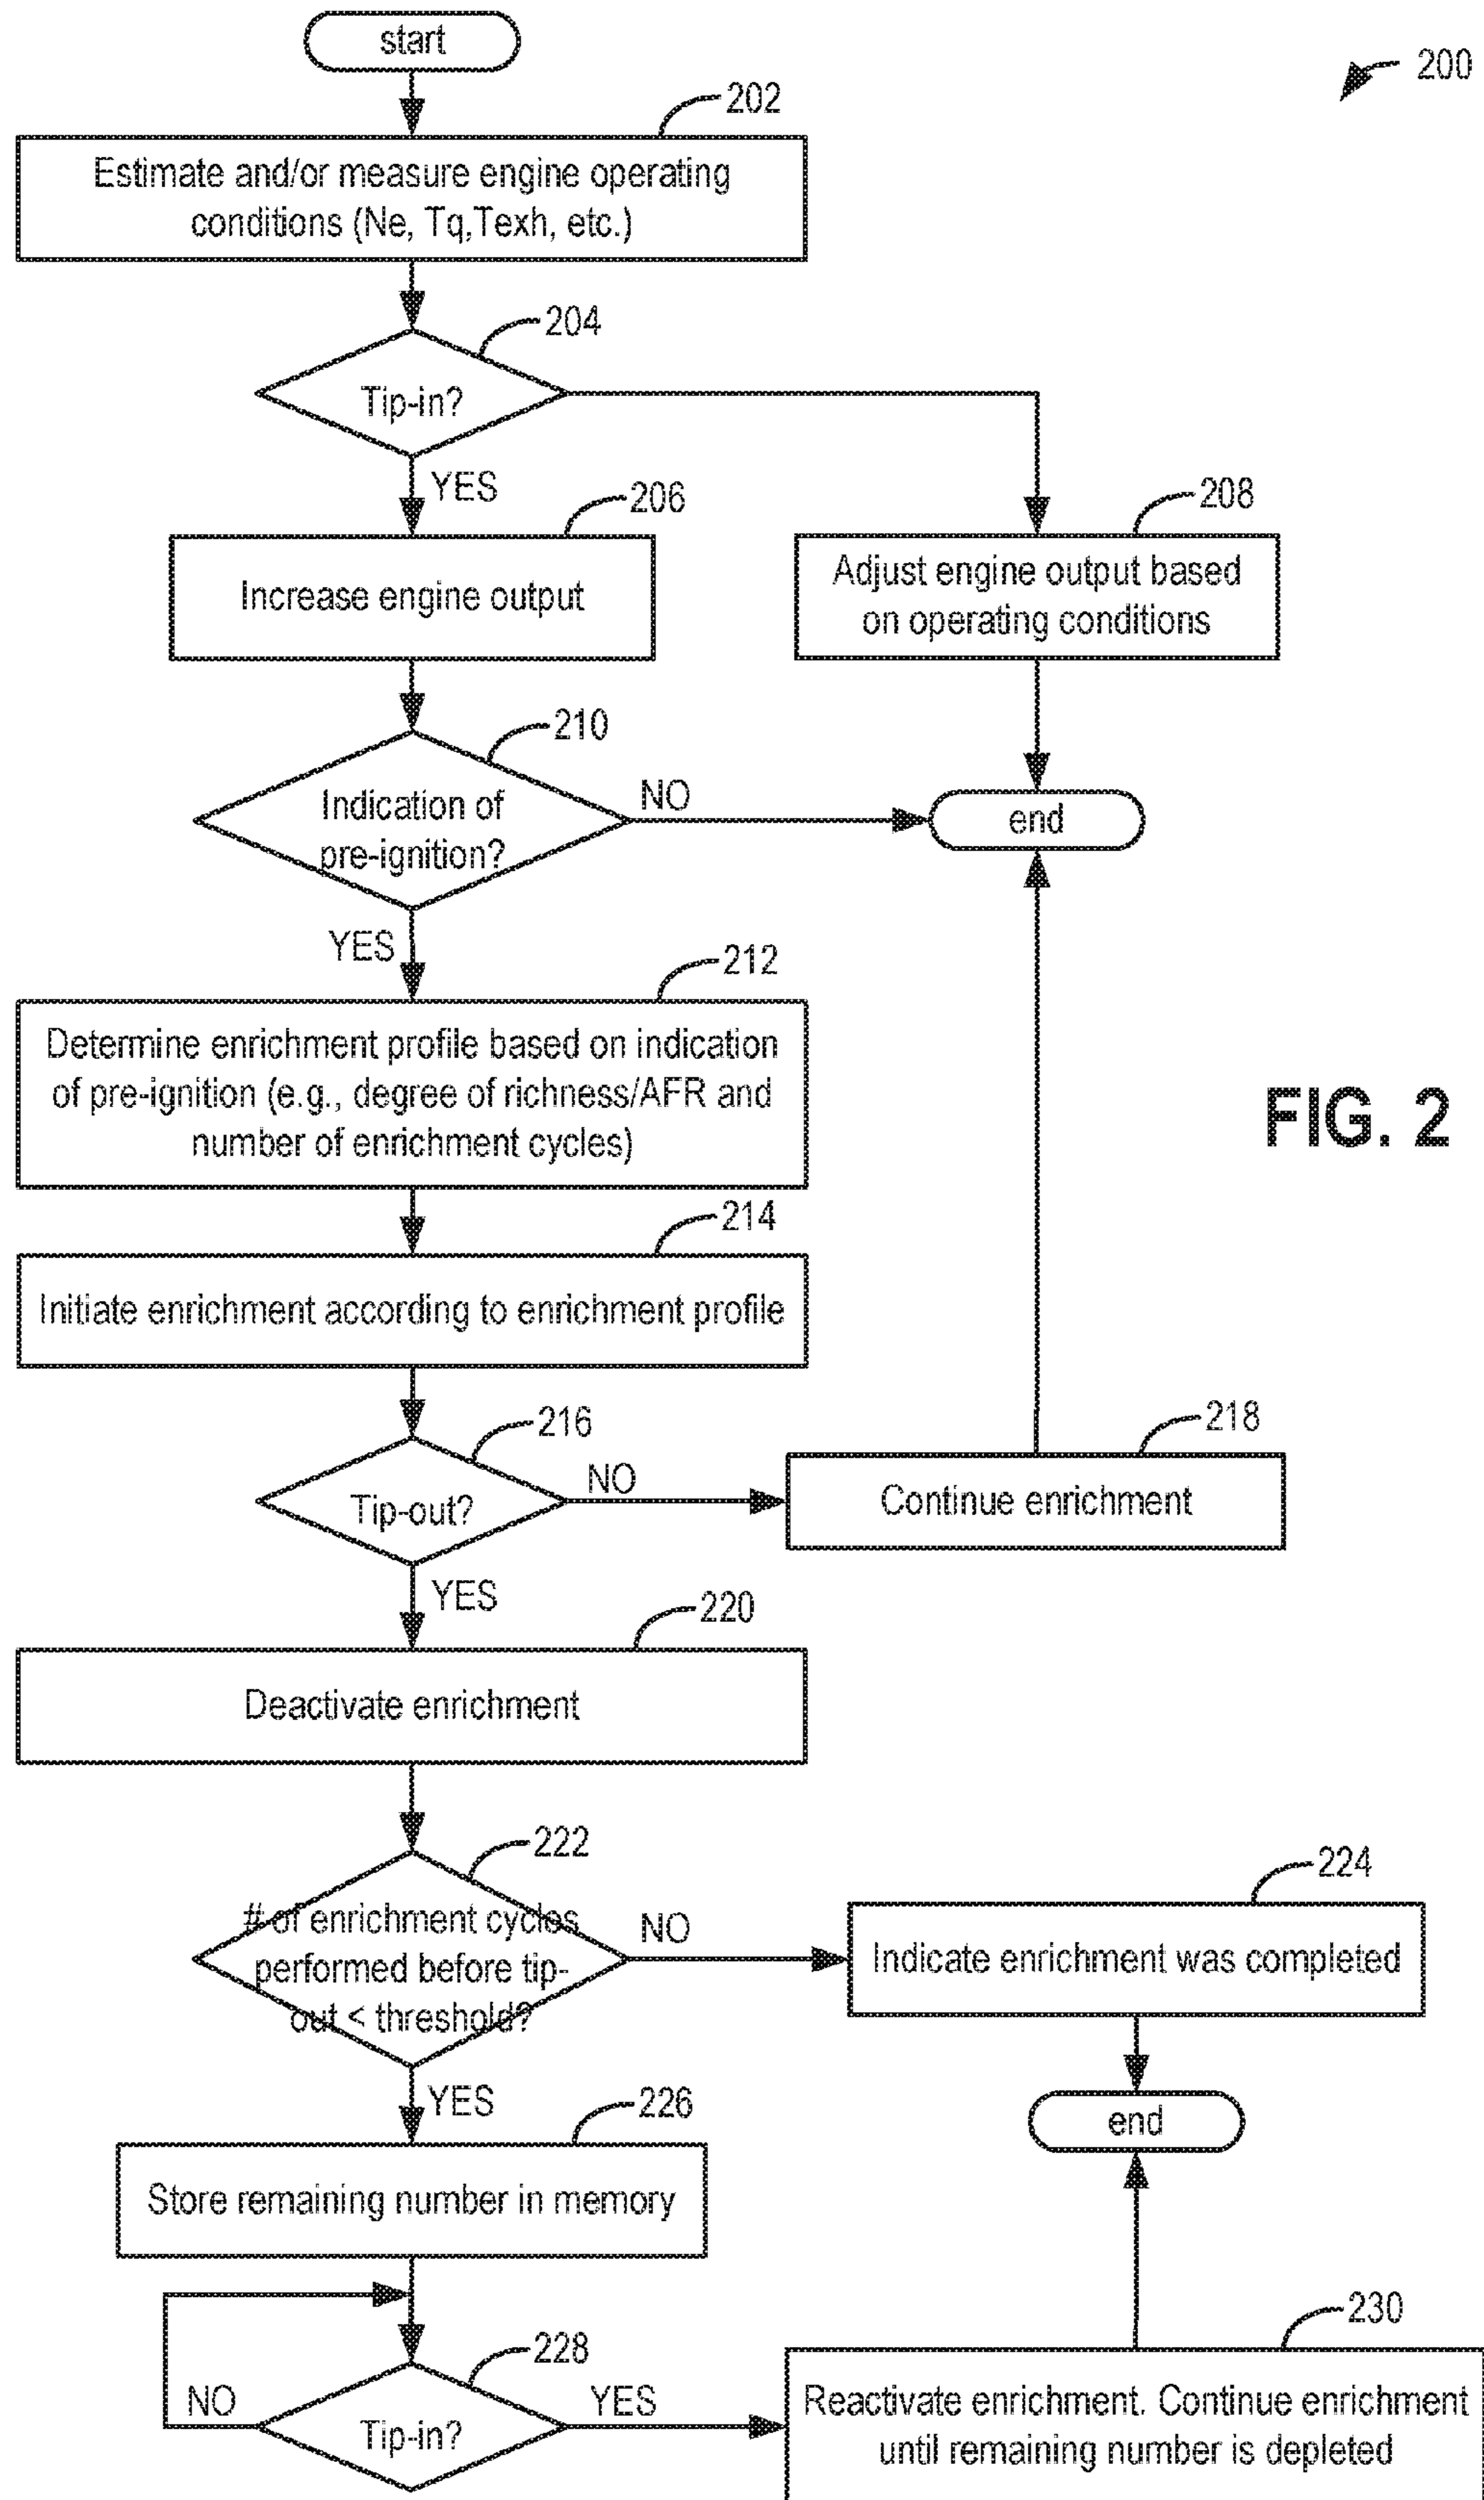 start
200
202
Estimate and/or measure engine operating
conditions (Ne, Tq,Texh, etc.)
204
Tip-in?
YES
206
208
Increase engine output
Adjust engine output based
on operating conditions
210
Indication of
pre-ignition?
NO
end
YES
212
Determine enrichment profile based on indication
of pre-ignition (e.g., degree of richness/AFR and
number of enrichment cycles)
FIG. 2
214
Initiate enrichment according to enrichment profile
216
218
Tip-out?
NO
Continue enrichment
YES
220
Deactivate enrichment
222
224
# of enrichment cycles
performed before tip-
out < threshold?
NO
Indicate enrichment was completed
YES
226
end
Store remaining number in memory
228
230
NO
Tip-in?
YES
Reactivate enrichment. Continue enrichment
until remaining number is depleted